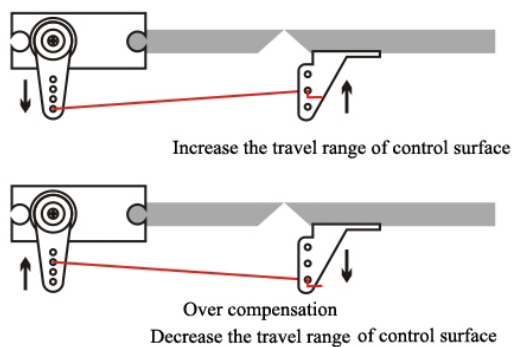 Increase the travel range of control surface
Over compensation
Decrease the travel range of control surface